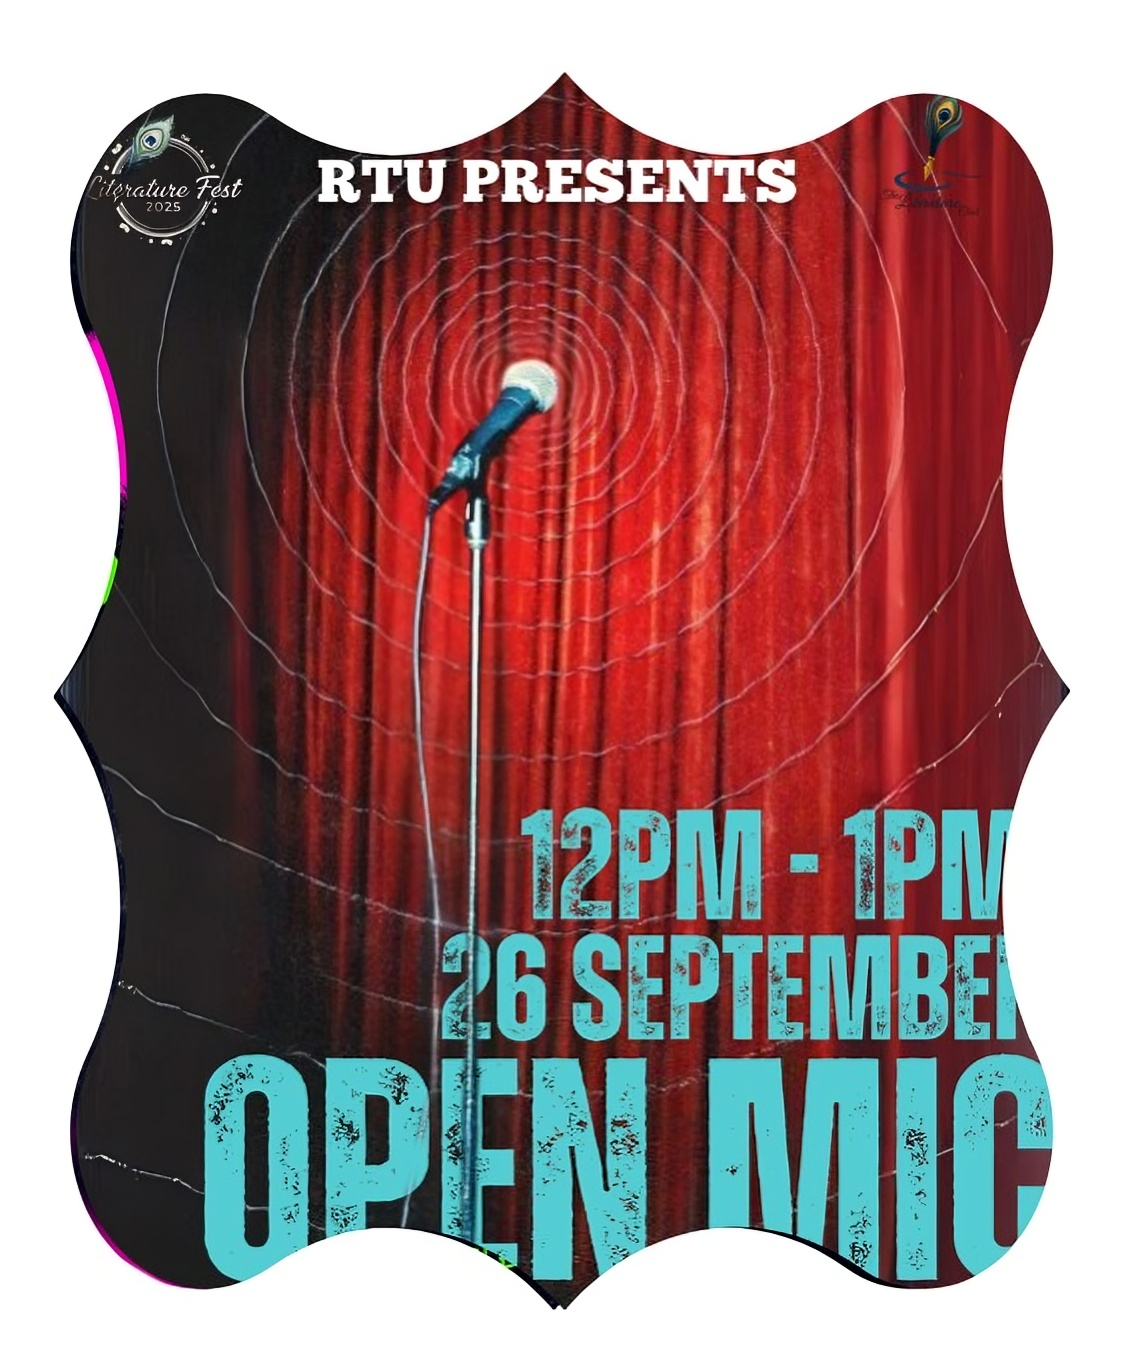 RTU PRESENTS
Literature Fest
2025
12PM - 1PM
26 SEPTEMBER
OPEN MIC